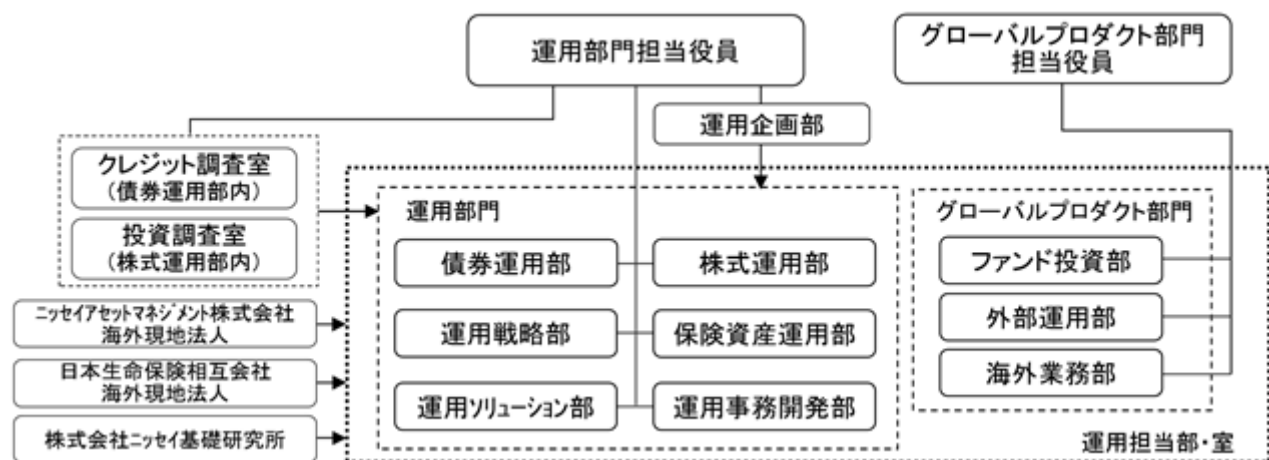 運用部門担当役員
グローバルプロダクト部門
担当役員
運用企画部
クレジット調査室
(債券運用部内)
投資調査室
(株式運用部内)
ニッセイアセットマネジメント株式会社
海外現地法人
日本生命保険相互会社
海外現地法人
株式会社ニッセイ基礎研究所
運用部門
債券運用部
株式運用部
運用戦略部
保険資産運用部
運用ソリューション部
運用事務開発部
グローバルプロダクト部門
ファンド投資部
外部運用部
海外業務部
運用担当部・室